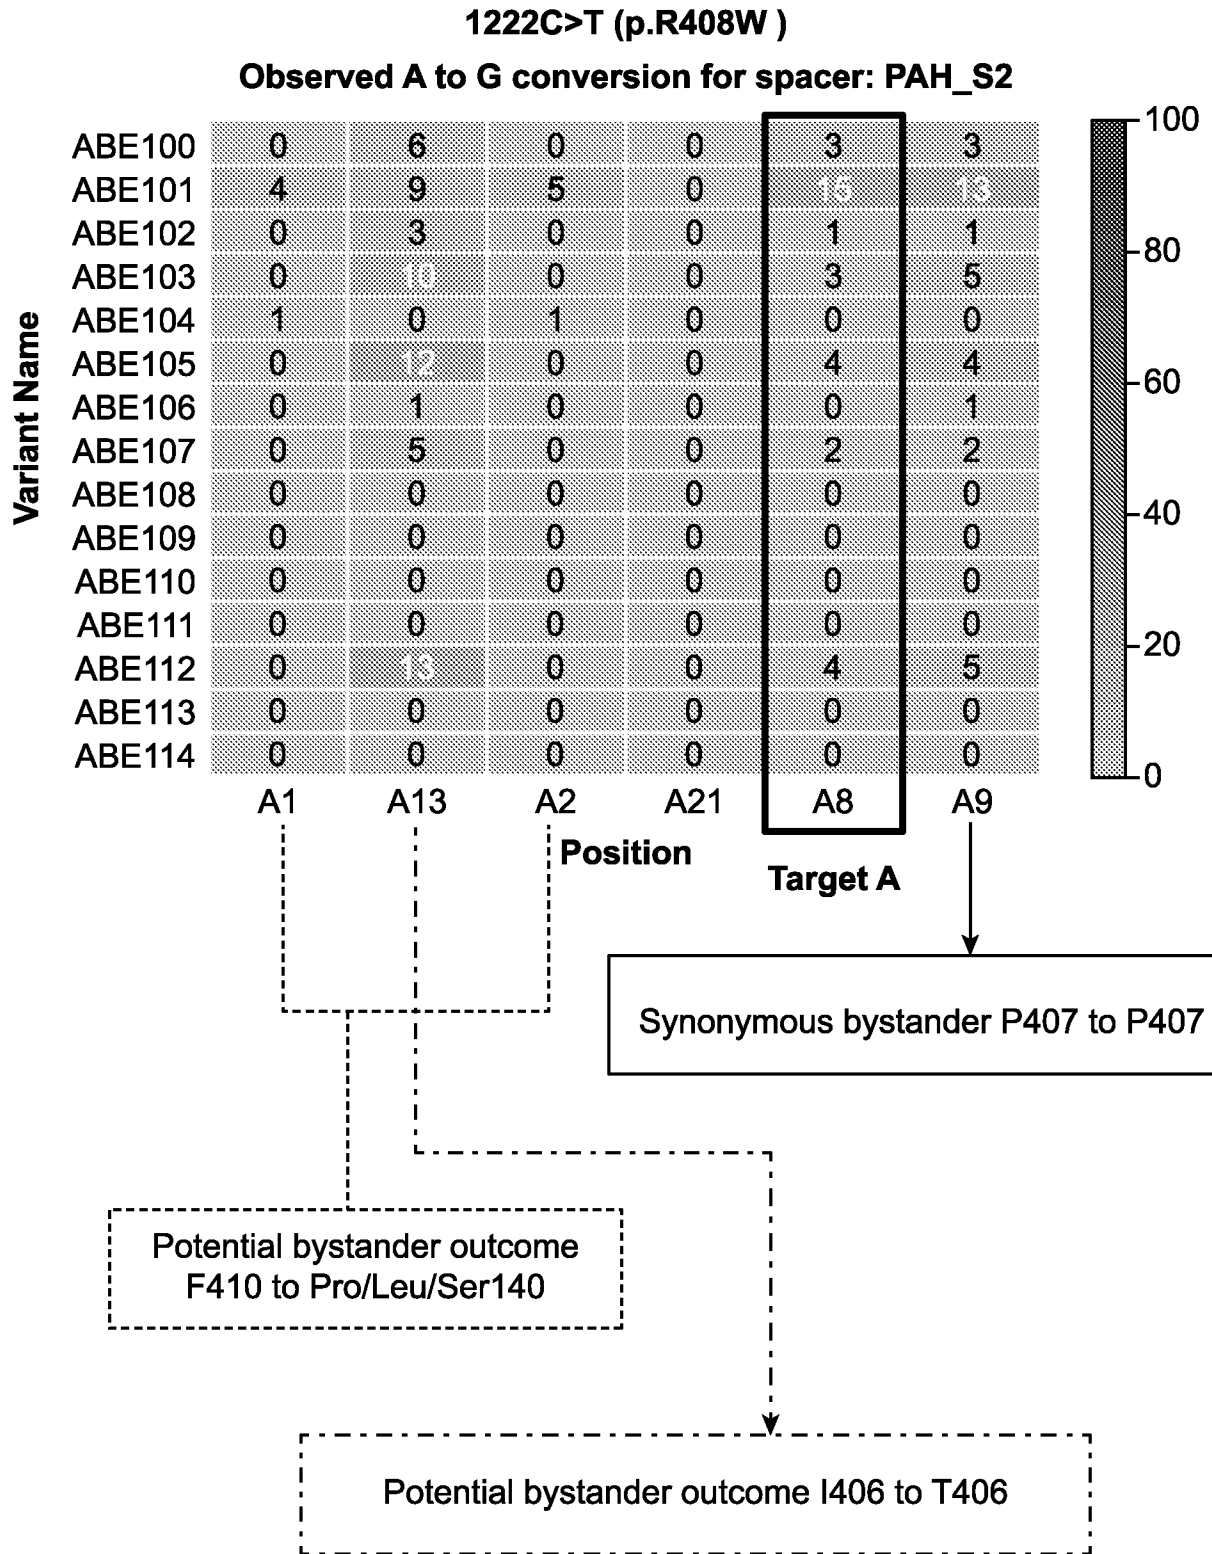 1222C>T (p.R408W )
Observed A to G conversion for spacer: PAH_S2
Variant Name
ABE100 0 6 0 0 3 3
ABE101 4 9 5 0 15 13
ABE102 0 3 0 0 1 1
ABE103 0 10 0 0 3 5
ABE104 1 0 1 0 0 0
ABE105 0 12 0 0 4 4
ABE106 0 1 0 0 0 1
ABE107 0 5 0 0 2 2
ABE108 0 0 0 0 0 0
ABE109 0 0 0 0 0 0
ABE110 0 0 0 0 0 0
ABE111 0 0 0 0 0 0
ABE112 0 13 0 0 4 5
ABE113 0 0 0 0 0 0
ABE114 0 0 0 0 0 0
A1 A13 A2 A21 A8 A9
Position
Target A
100
80
60
40
20
0
Synonymous bystander P407 to P407
Potential bystander outcome
F410 to Pro/Leu/Ser140
Potential bystander outcome I406 to T406